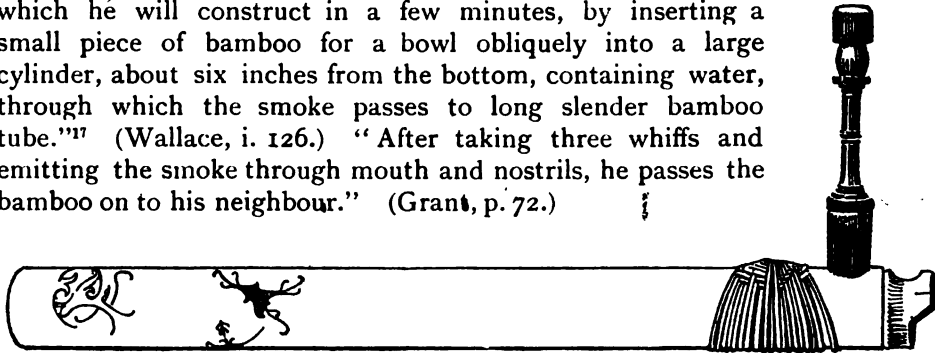 which he will construct in a few minutes, by inserting a
small piece of bamboo for a bowl obliquely into a large
cylinder, about six inches from the bottom, containing water,
through which the smoke passes to long slender bamboo
tube."¹⁷ (Wallace, i. 126.) "After taking three whiffs and
emitting the smoke through mouth and nostrils, he passes the
bamboo on to his neighbour." (Grant, p. 72.)